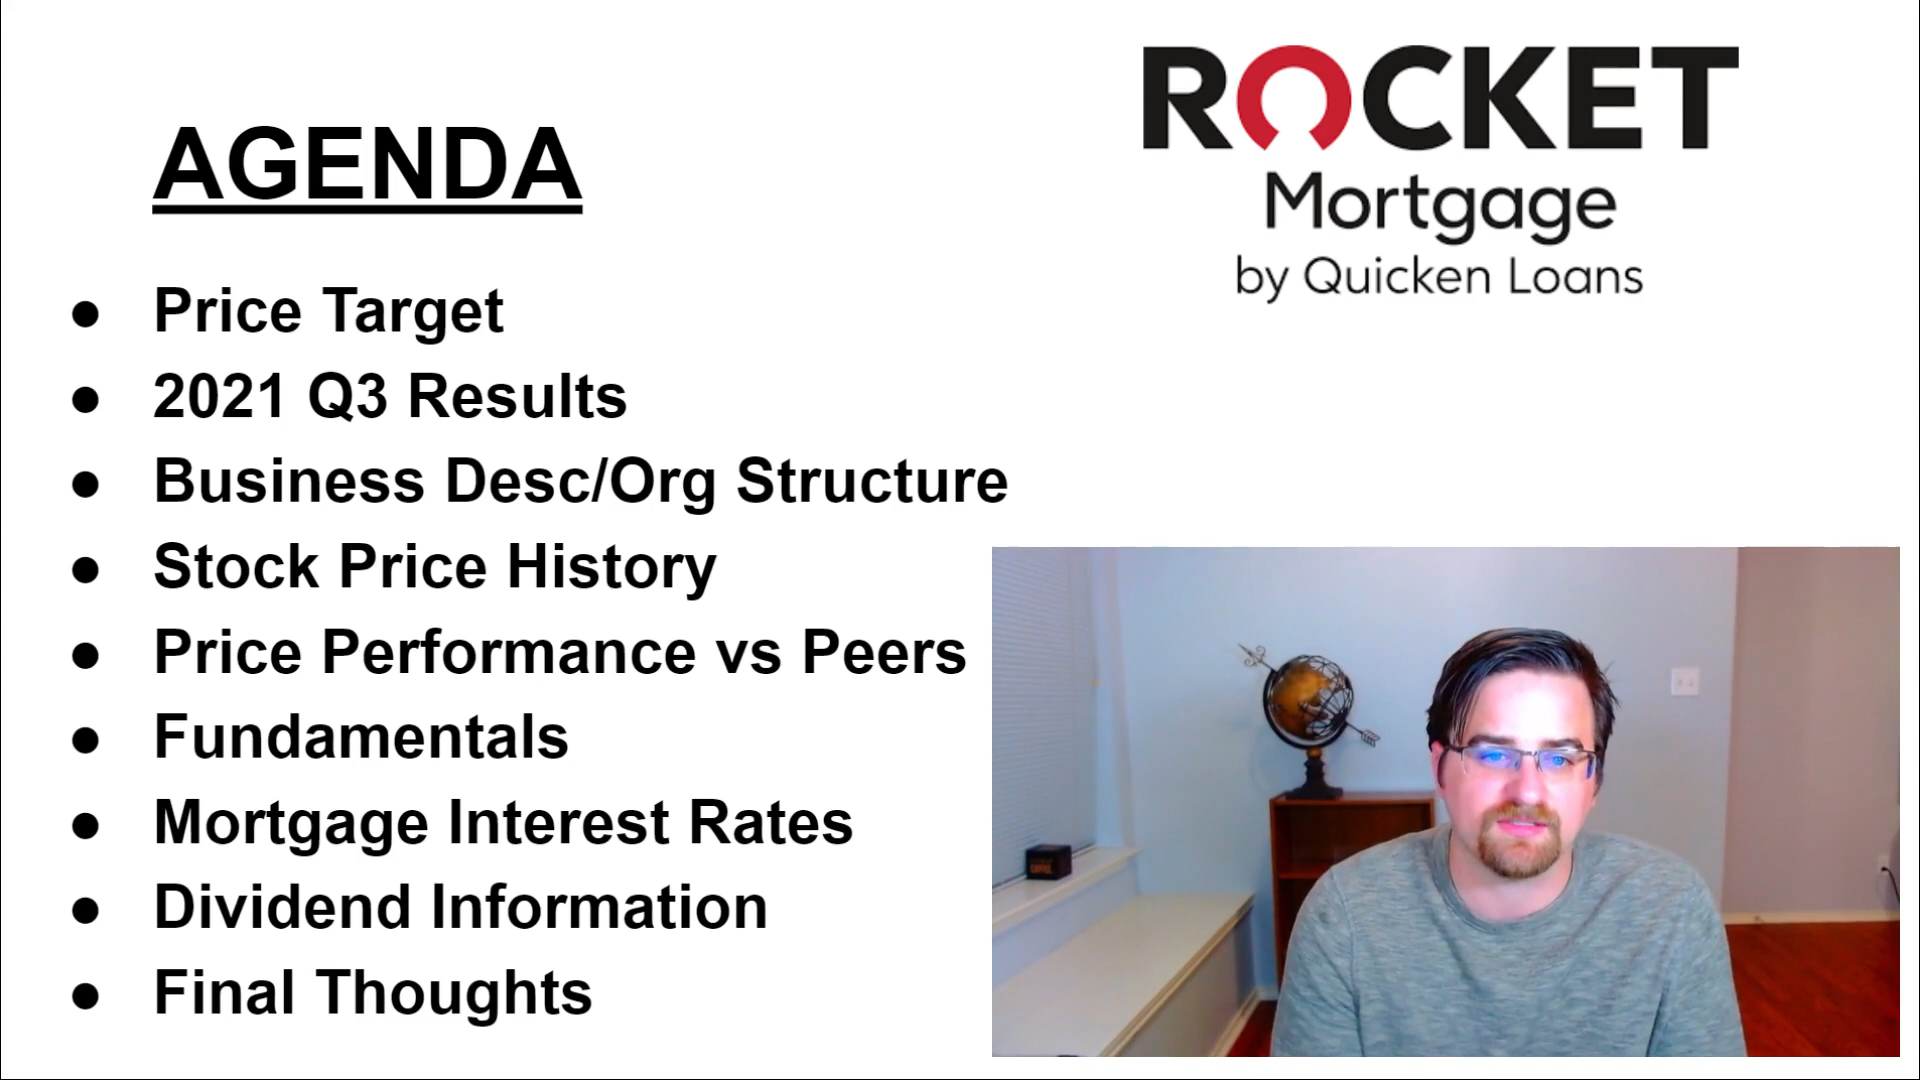 AGENDA
● Price Target
● 2021 Q3 Results
● Business Desc/Org Structure
● Stock Price History
● Price Performance vs Peers
● Fundamentals
● Mortgage Interest Rates
● Dividend Information
● Final Thoughts
ROCKET
Mortgage
by Quicken Loans